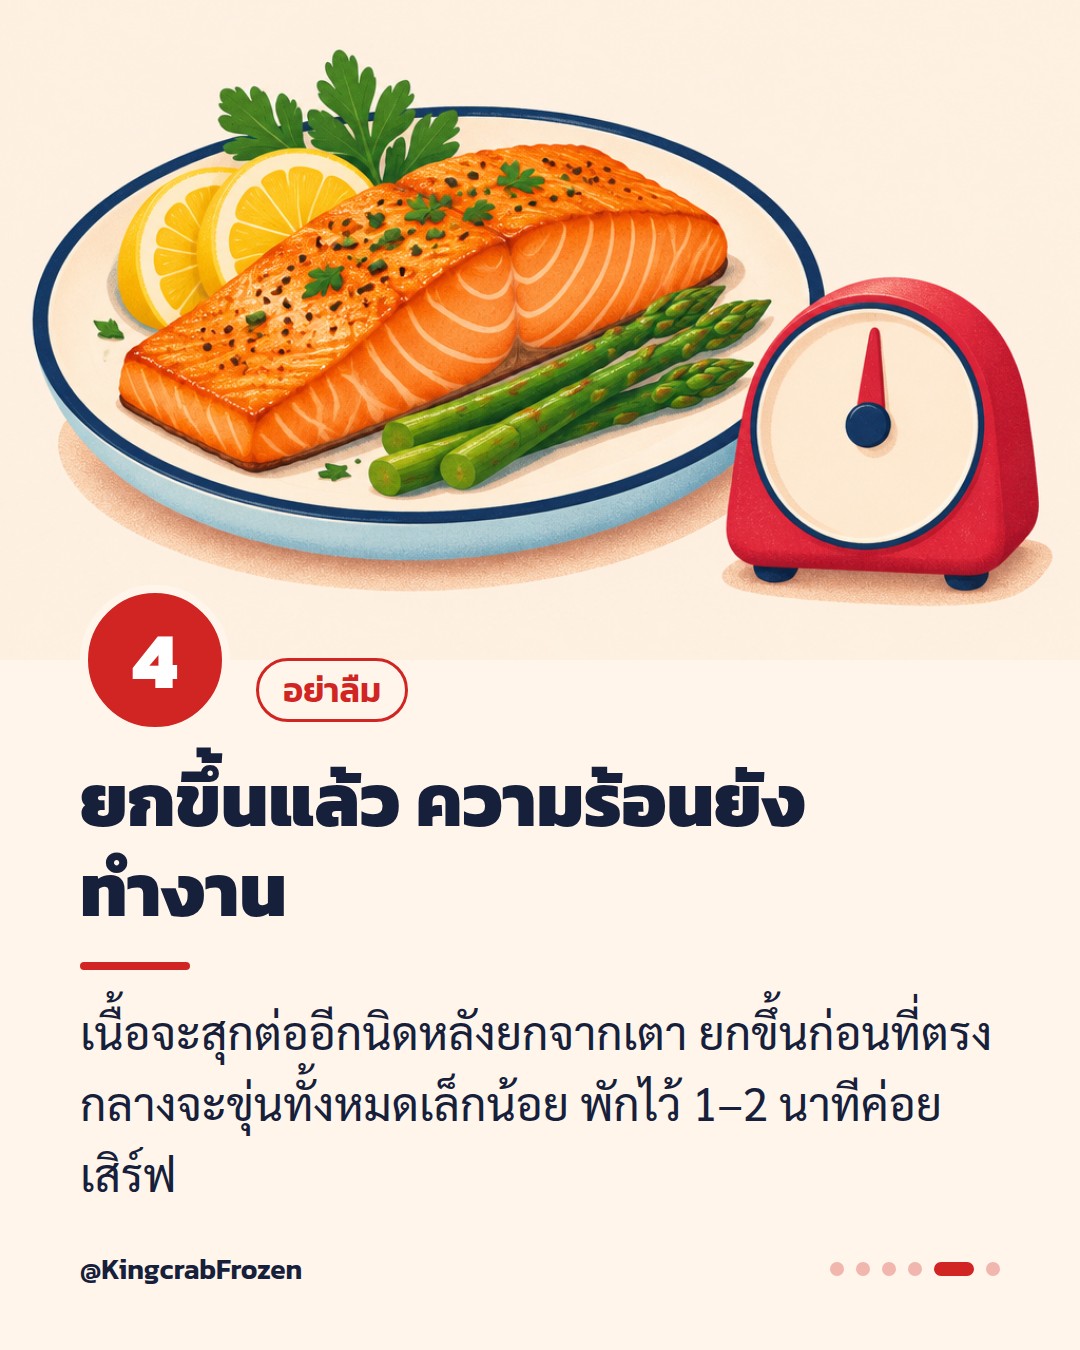 4
อย่าลืม
ยกขึ้นแล้ว ความร้อนยัง
ทำงาน
เนื้อจะสุกต่ออีกนิดหลังยกจากเตา ยกขึ้นก่อนที่ตรง
กลางจะขุ่นทั้งหมดเล็กน้อย พักไว้ 1–2 นาทีค่อย
เสิร์ฟ
@KingcrabFrozen